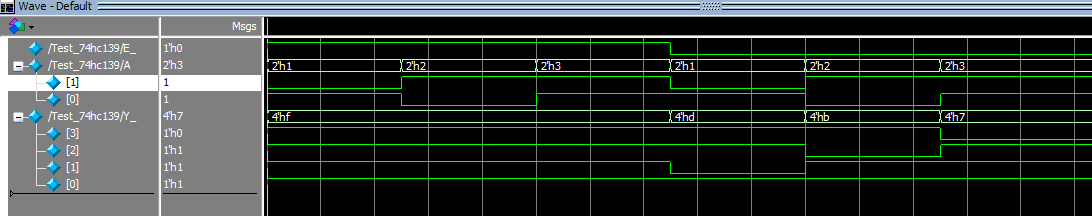 Wave - Default
Msgs
/Test_74hc139/E_ 1'h0
/Test_74hc139/A 2'h3 2'h1 2'h2 2'h3 2'h1 2'h2 2'h3
[1] 1
[0] 1
/Test_74hc139/Y_ 4'h7 4'hf 4'hd 4'hb 4'h7
[3] 1'h0
[2] 1'h1
[1] 1'h1
[0] 1'h1